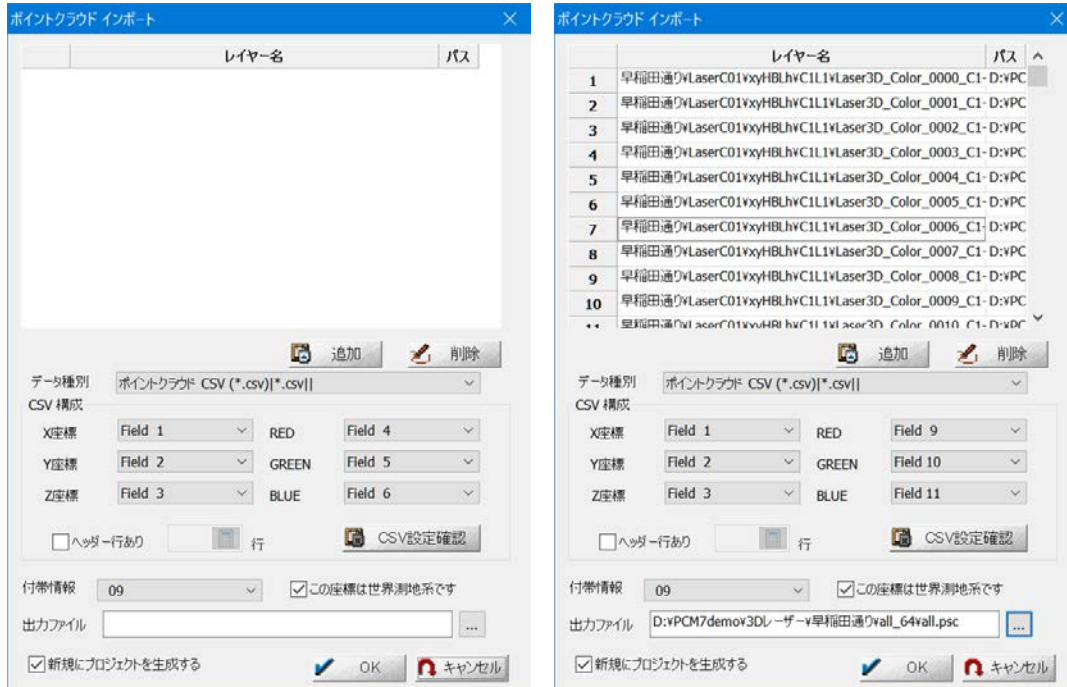 ポイントクラウド インポート
レイヤー名 パス
追加 削除
データ種別 ポイントクラウド CSV (*.csv)|*.csv||
CSV 構成
X座標 Field 1 RED Field 4
Y座標 Field 2 GREEN Field 5
Z座標 Field 3 BLUE Field 6
ヘッダー行あり 行 CSV設定確認
付帯情報 09 この座標は世界測地系です
出力ファイル ...
新規にプロジェクトを生成する OK キャンセル
ポイントクラウド インポート
レイヤー名 パス
1 早稲田通り¥LaserC01¥xyHBLh¥C1L1¥Laser3D_Color_0000_C1- D:¥PC
2 早稲田通り¥LaserC01¥xyHBLh¥C1L1¥Laser3D_Color_0001_C1- D:¥PC
3 早稲田通り¥LaserC01¥xyHBLh¥C1L1¥Laser3D_Color_0002_C1- D:¥PC
4 早稲田通り¥LaserC01¥xyHBLh¥C1L1¥Laser3D_Color_0003_C1- D:¥PC
5 早稲田通り¥LaserC01¥xyHBLh¥C1L1¥Laser3D_Color_0004_C1- D:¥PC
6 早稲田通り¥LaserC01¥xyHBLh¥C1L1¥Laser3D_Color_0005_C1- D:¥PC
7 早稲田通り¥LaserC01¥xyHBLh¥C1L1¥Laser3D_Color_0006_C1- D:¥PC
8 早稲田通り¥LaserC01¥xyHBLh¥C1L1¥Laser3D_Color_0007_C1- D:¥PC
9 早稲田通り¥LaserC01¥xyHBLh¥C1L1¥Laser3D_Color_0008_C1- D:¥PC
10 早稲田通り¥LaserC01¥xyHBLh¥C1L1¥Laser3D_Color_0009_C1- D:¥PC
11 早稲田通り¥LaserC01¥xyHBLh¥C1L1¥Laser3D_Color_0010_C1- D:¥PC
追加 削除
データ種別 ポイントクラウド CSV (*.csv)|*.csv||
CSV 構成
X座標 Field 1 RED Field 9
Y座標 Field 2 GREEN Field 10
Z座標 Field 3 BLUE Field 11
ヘッダー行あり 行 CSV設定確認
付帯情報 09 この座標は世界測地系です
出力ファイル D:¥PCM7demo¥3Dレーザー¥早稲田通り¥all_64¥all.psc ...
新規にプロジェクトを生成する OK キャンセル